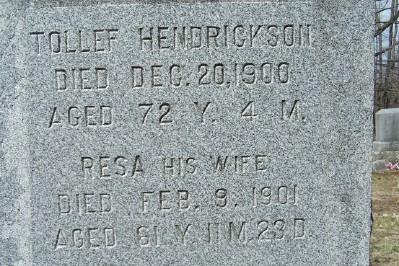 TOLLEF HENDRICKSON
DIED DEC. 20, 1900
AGED 72 Y. 4 M.
RESA HIS WIFE
DIED FEB. 9. 1901
AGED 61 Y. 11 M. 23 D.